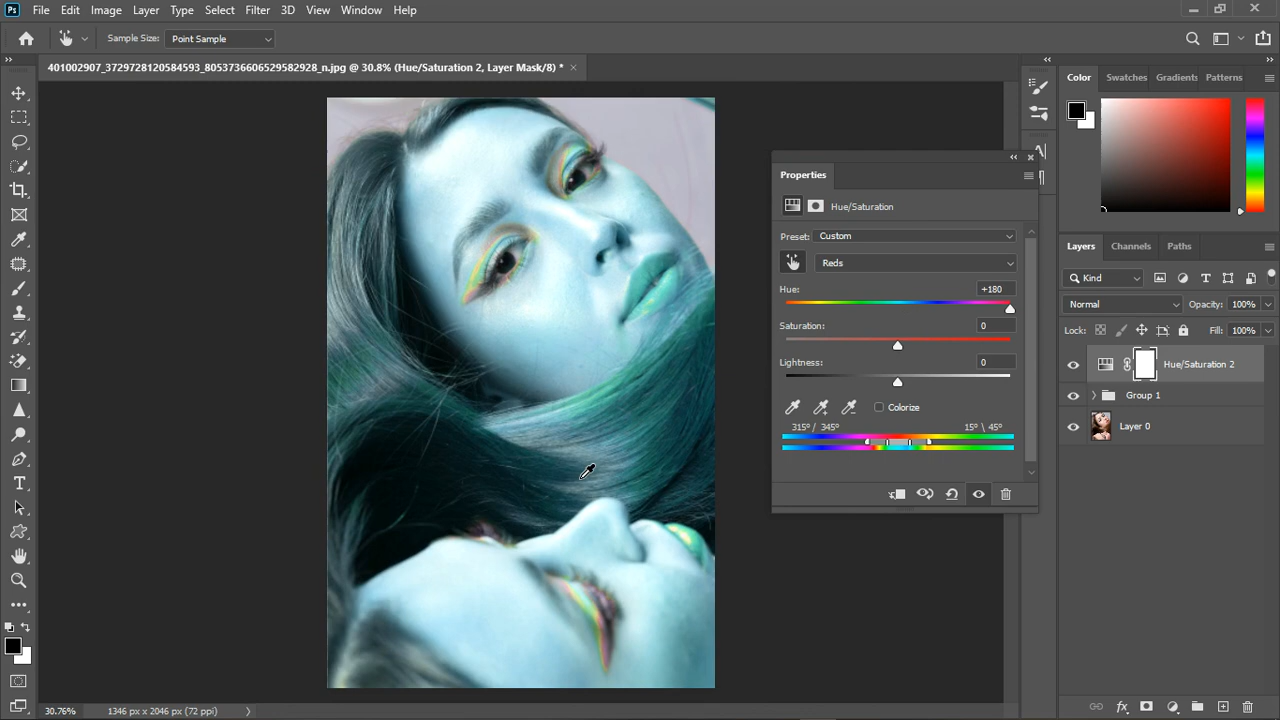 Ps File Edit Image Layer Type Select Filter 3D View Window Help
Sample Size: Point Sample
401002907_3729728120584593_8053736606529582928_n.jpg @ 30.8% (Hue/Saturation 2, Layer Mask/8) * ×
Color Swatches Gradients Patterns
Properties
Hue/Saturation
Preset: Custom
Reds
Hue: +180
Saturation: 0
Lightness: 0
Colorize
315°/ 345° 15° \ 45°
Layers Channels Paths
Kind
Normal Opacity: 100%
Lock: Fill: 100%
Hue/Saturation 2
Group 1
Layer 0
fx
30.76% 1346 px x 2046 px (72 ppi)